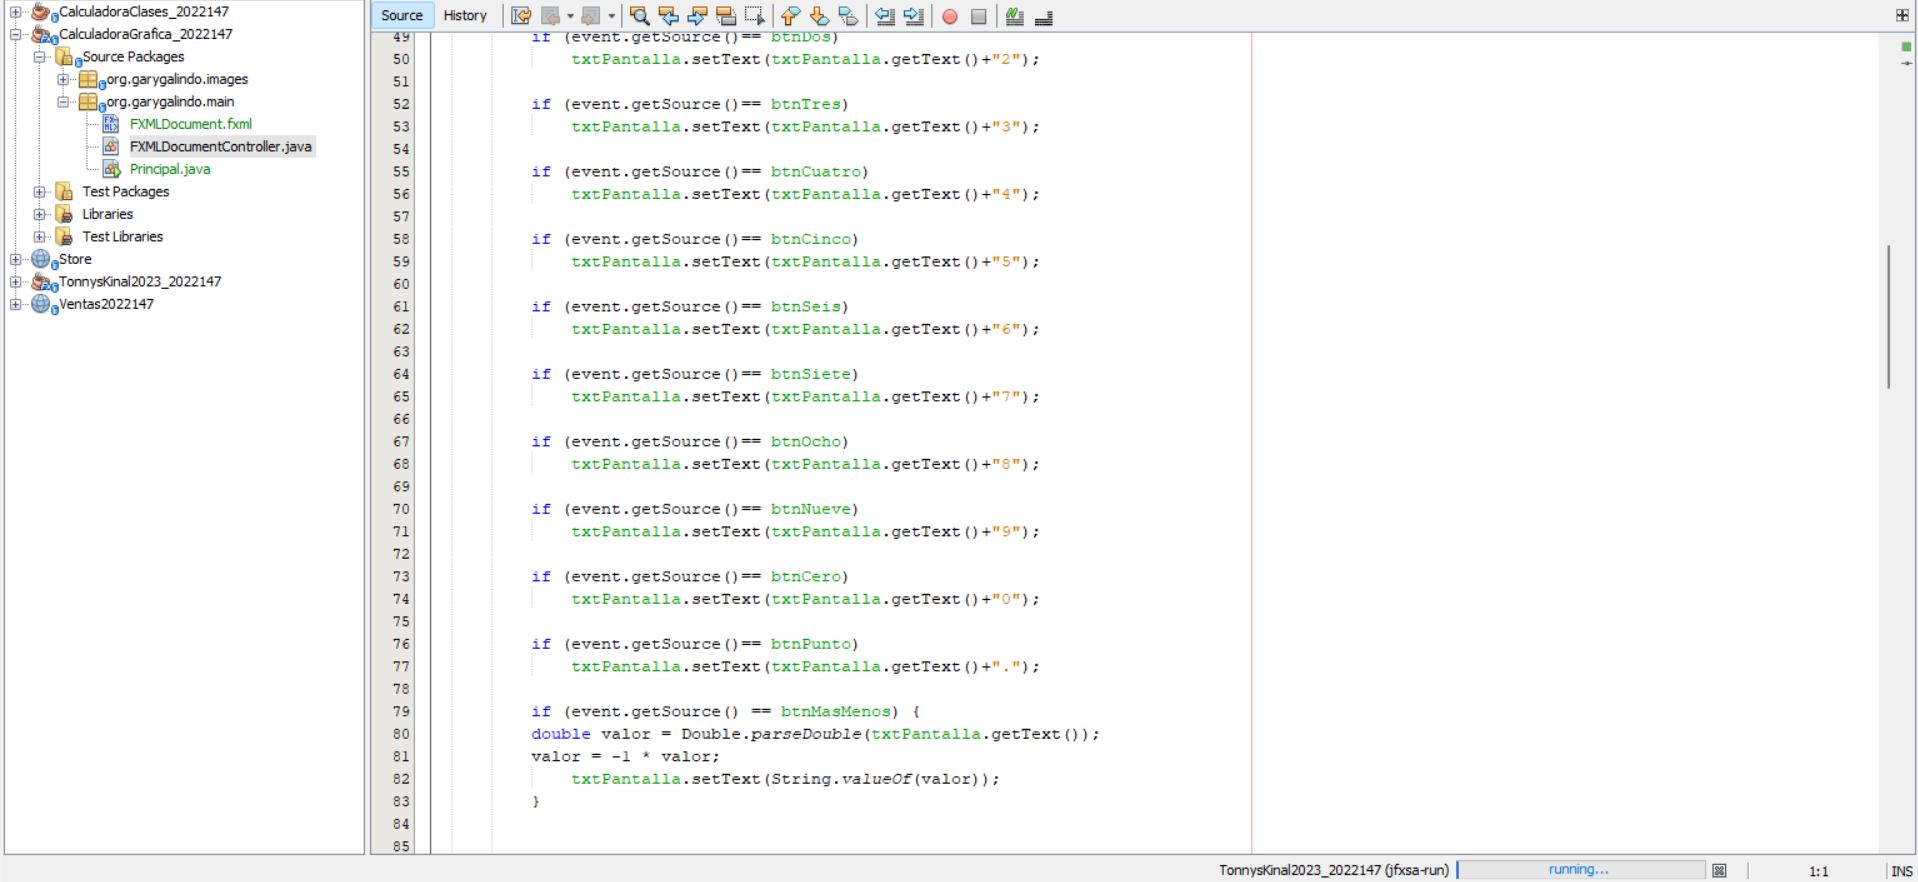 CalculadoraClases_2022147
CalculadoraGrafica_2022147
Source Packages
org.garygalindo.images
org.garygalindo.main
FXMLDocument.fxml
FXMLDocumentController.java
Principal.java
Test Packages
Libraries
Test Libraries
Store
TonnysKinal2023_2022147
Ventas2022147
Source History
49 if (event.getSource()== btnDos)
50 txtPantalla.setText(txtPantalla.getText()+"2");
51
52 if (event.getSource()== btnTres)
53 txtPantalla.setText(txtPantalla.getText()+"3");
54
55 if (event.getSource()== btnCuatro)
56 txtPantalla.setText(txtPantalla.getText()+"4");
57
58 if (event.getSource()== btnCinco)
59 txtPantalla.setText(txtPantalla.getText()+"5");
60
61 if (event.getSource()== btnSeis)
62 txtPantalla.setText(txtPantalla.getText()+"6");
63
64 if (event.getSource()== btnSiete)
65 txtPantalla.setText(txtPantalla.getText()+"7");
66
67 if (event.getSource()== btnOcho)
68 txtPantalla.setText(txtPantalla.getText()+"8");
69
70 if (event.getSource()== btnNueve)
71 txtPantalla.setText(txtPantalla.getText()+"9");
72
73 if (event.getSource()== btnCero)
74 txtPantalla.setText(txtPantalla.getText()+"0");
75
76 if (event.getSource()== btnPunto)
77 txtPantalla.setText(txtPantalla.getText()+".");
78
79 if (event.getSource() == btnMasMenos) {
80 double valor = Double.parseDouble(txtPantalla.getText());
81 valor = -1 * valor;
82 txtPantalla.setText(String.valueOf(valor));
83 }
84
85
TonnysKinal2023_2022147 (jfxsa-run) running... 1:1 INS